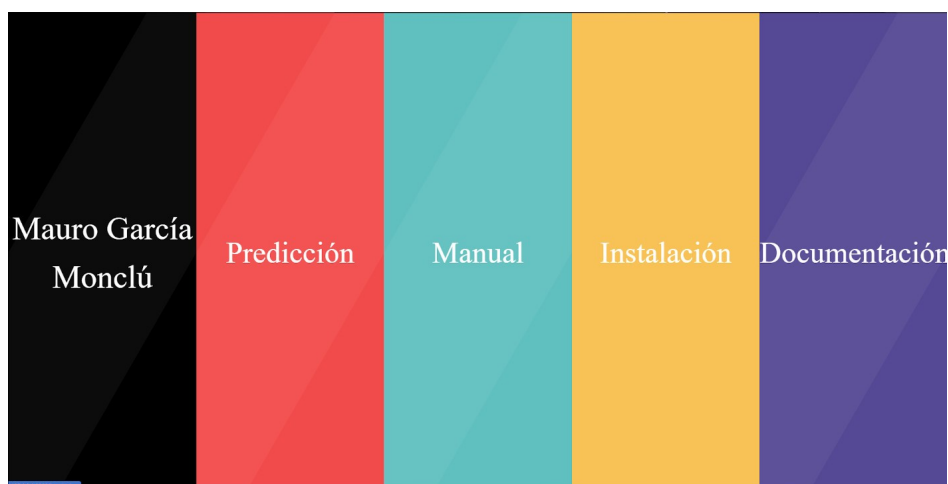 Mauro García
Monclú
Predicción
Manual
Instalación
Documentación